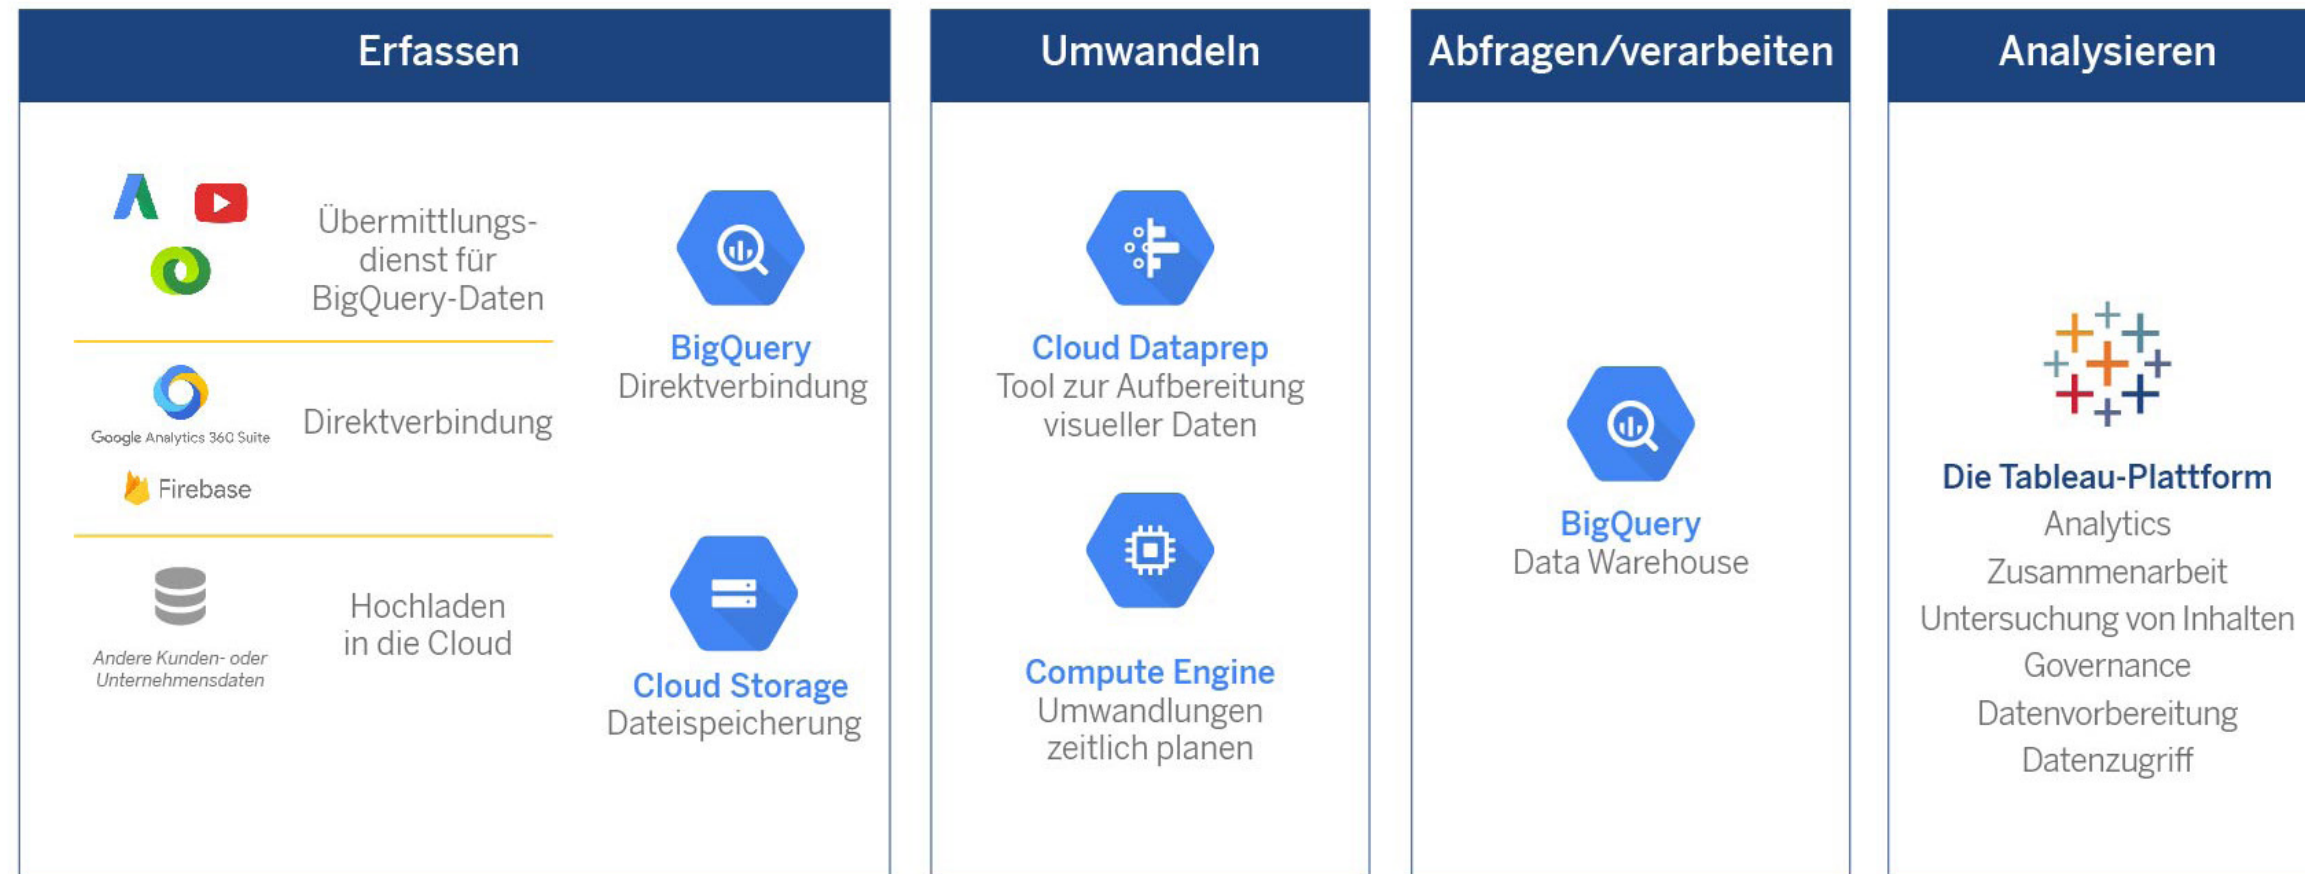 Erfassen
Übermittlungs-
dienst für
BigQuery-Daten
Google Analytics 360 Suite
Direktverbindung
Firebase
Andere Kunden- oder
Unternehmensdaten
Hochladen
in die Cloud
BigQuery
Direktverbindung
Cloud Storage
Dateispeicherung
Umwandeln
Cloud Dataprep
Tool zur Aufbereitung
visueller Daten
Compute Engine
Umwandlungen
zeitlich planen
Abfragen/verarbeiten
BigQuery
Data Warehouse
Analysieren
Die Tableau-Plattform
Analytics
Zusammenarbeit
Untersuchung von Inhalten
Governance
Datenvorbereitung
Datenzugriff